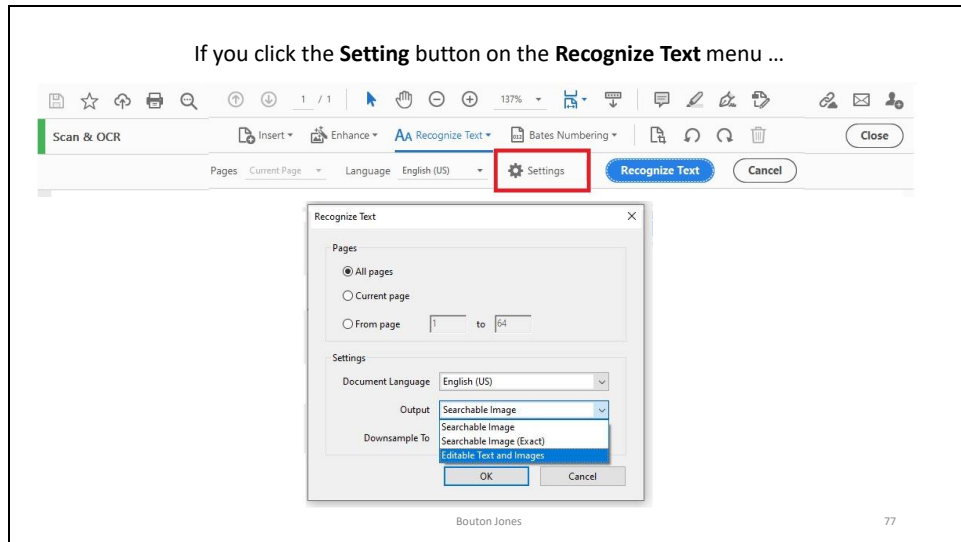 If you click the Setting button on the Recognize Text menu …
1 / 1 137%
Scan & OCR Insert Enhance AA Recognize Text Bates Numbering Close
Pages Current Page Language English (US) Settings Recognize Text Cancel
Recognize Text
Pages
All pages
Current page
From page 1 to 64
Settings
Document Language English (US)
Output Searchable Image
Searchable Image
Downsample To Searchable Image (Exact)
Editable Text and Images
OK Cancel
Bouton Jones 77